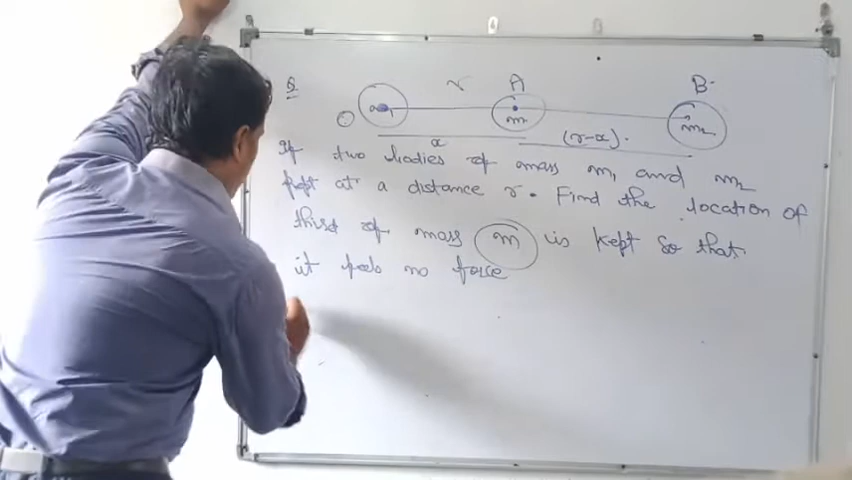 Q
r A B
O m₁ m m₂
x (r-x).
If two bodies of mass m₁ and m₂
kept at a distance r. Find the location of
third of mass m is kept so that
it feels no force